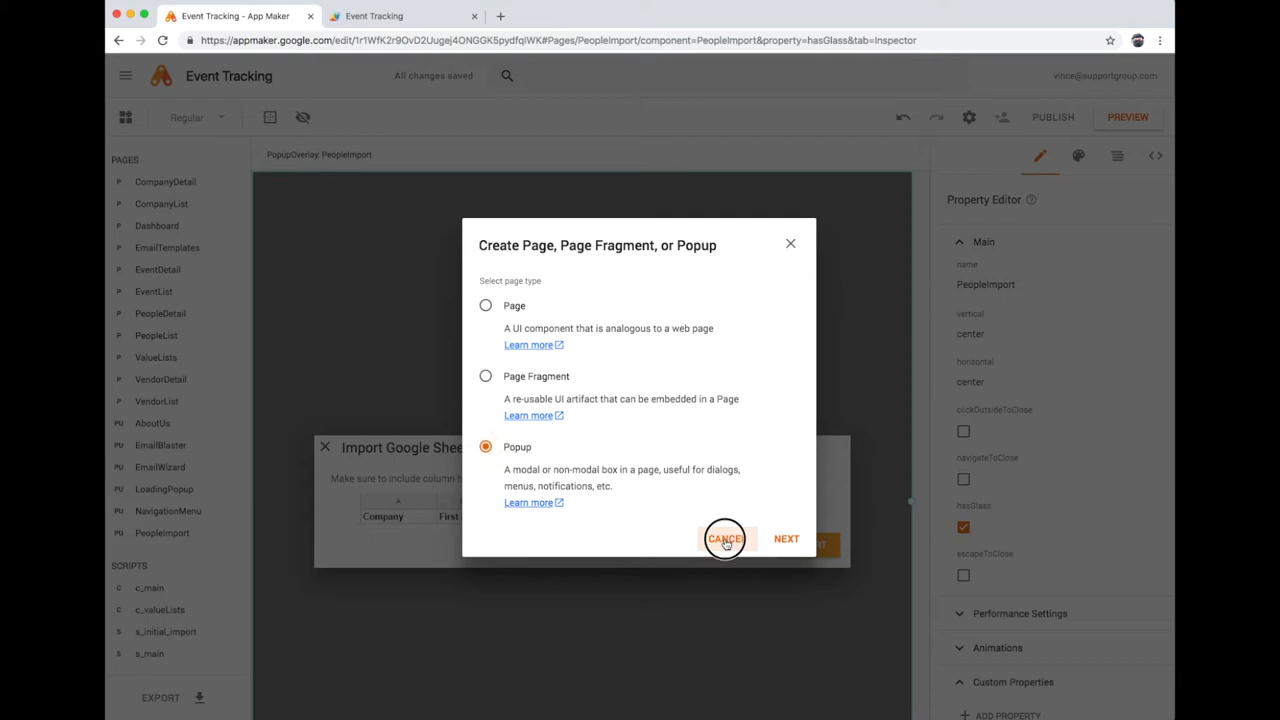 Event Tracking - App Maker
Event Tracking
https://appmaker.google.com/edit/1r1WfK2r9OvD2Uugej4ONGGK5pydfqIWK#Pages/PeopleImport/component=PeopleImport&property=hasGlass&tab=Inspector
Event Tracking
All changes saved
vince@supportgroup.com
Regular
PUBLISH
PREVIEW
PAGES
P CompanyDetail
P CompanyList
P Dashboard
P EmailTemplates
P EventDetail
P EventList
P PeopleDetail
P PeopleList
P ValueLists
P VendorDetail
P VendorList
PU AboutUs
PU EmailBlaster
PU EmailWizard
PU LoadingPopup
PU NavigationMenu
PU PeopleImport
SCRIPTS
C c_main
C c_valueLists
S s_initial_import
S s_main
EXPORT
PopupOverlay: PeopleImport
Import Google Shee
Make sure to include column h
A
Company First
Create Page, Page Fragment, or Popup
Select page type
Page
A UI component that is analogous to a web page
Learn more
Page Fragment
A re-usable UI artifact that can be embedded in a Page
Learn more
Popup
A modal or non-modal box in a page, useful for dialogs,
menus, notifications, etc.
Learn more
CANCEL
NEXT
Property Editor
Main
name
PeopleImport
vertical
center
horizontal
center
clickOutsideToClose
navigateToClose
hasGlass
escapeToClose
Performance Settings
Animations
Custom Properties
ADD PROPERTY